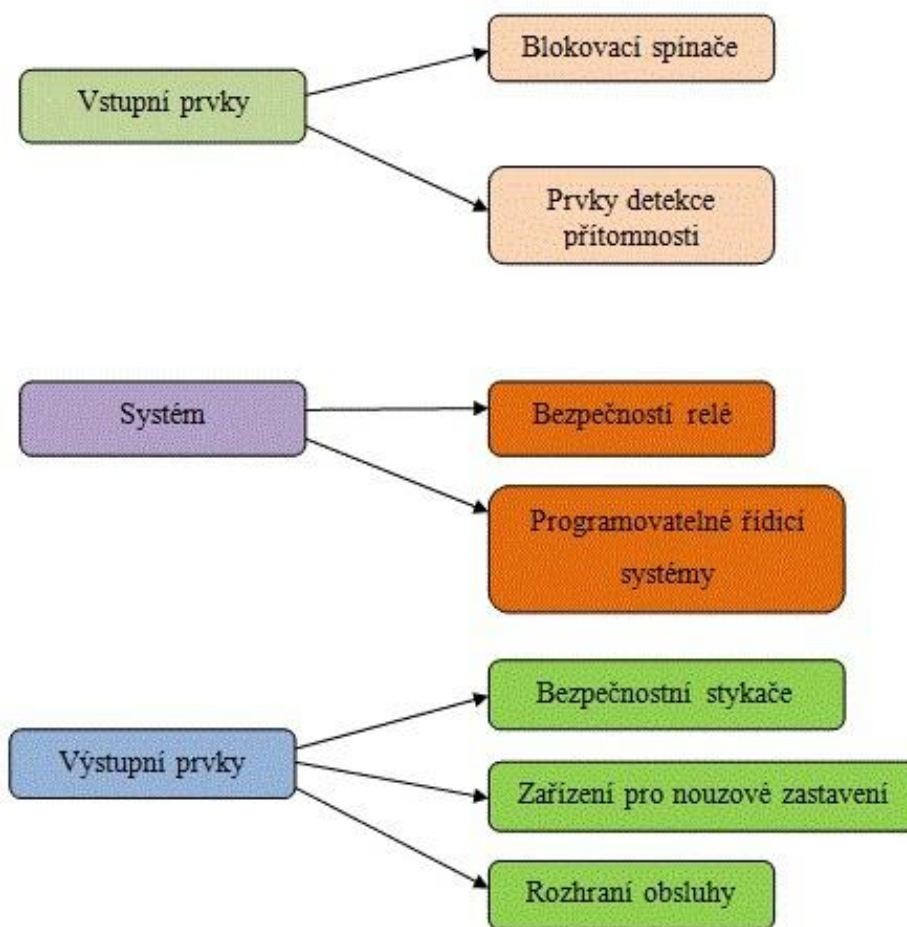 Vstupní prvky
Blokovací spínače
Prvky detekce
přítomnosti
Systém
Bezpečností relé
Programovatelné řídicí
systémy
Výstupní prvky
Bezpečnostní stykače
Zařízení pro nouzové zastavení
Rozhraní obsluhy